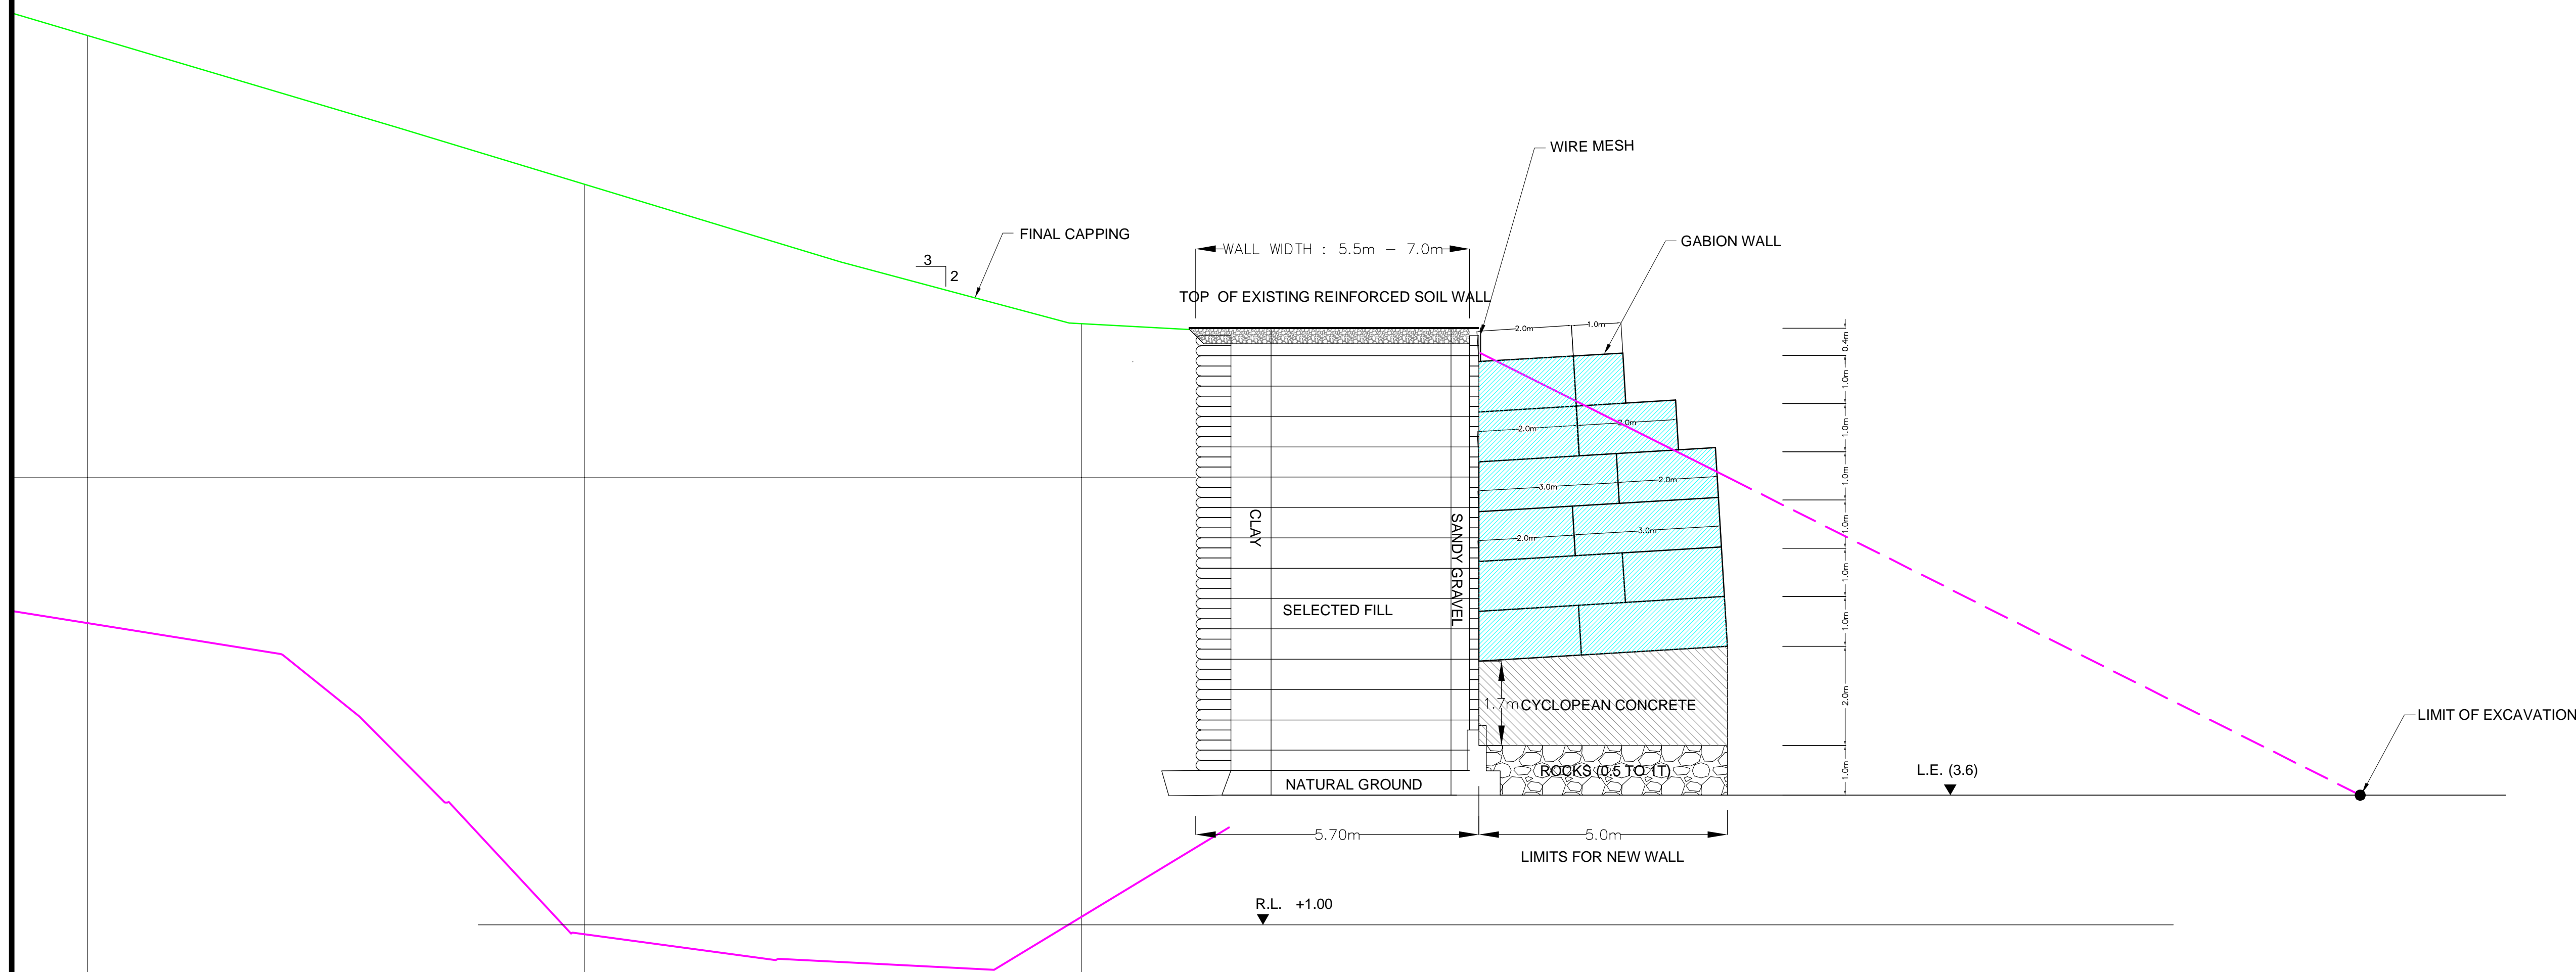 WIRE MESH
FINAL CAPPING
GABION WALL
WALL WIDTH : 5.5m - 7.0m
3
2
TOP OF EXISTING REINFORCED SOIL WALL
2.0m
1.0m
0.4m
1.0m
2.0m
2.0m
1.0m
3.0m
2.0m
1.0m
CLAY
SANDY GRAVEL
2.0m
3.0m
1.0m
1.0m
SELECTED FILL
1.0m
1.7m
CYCLOPEAN CONCRETE
2.0m
LIMIT OF EXCAVATION
NATURAL GROUND
ROCKS (0.5 TO 1T)
1.0m
L.E. (3.6)
5.70m
5.0m
LIMITS FOR NEW WALL
R.L. +1.00